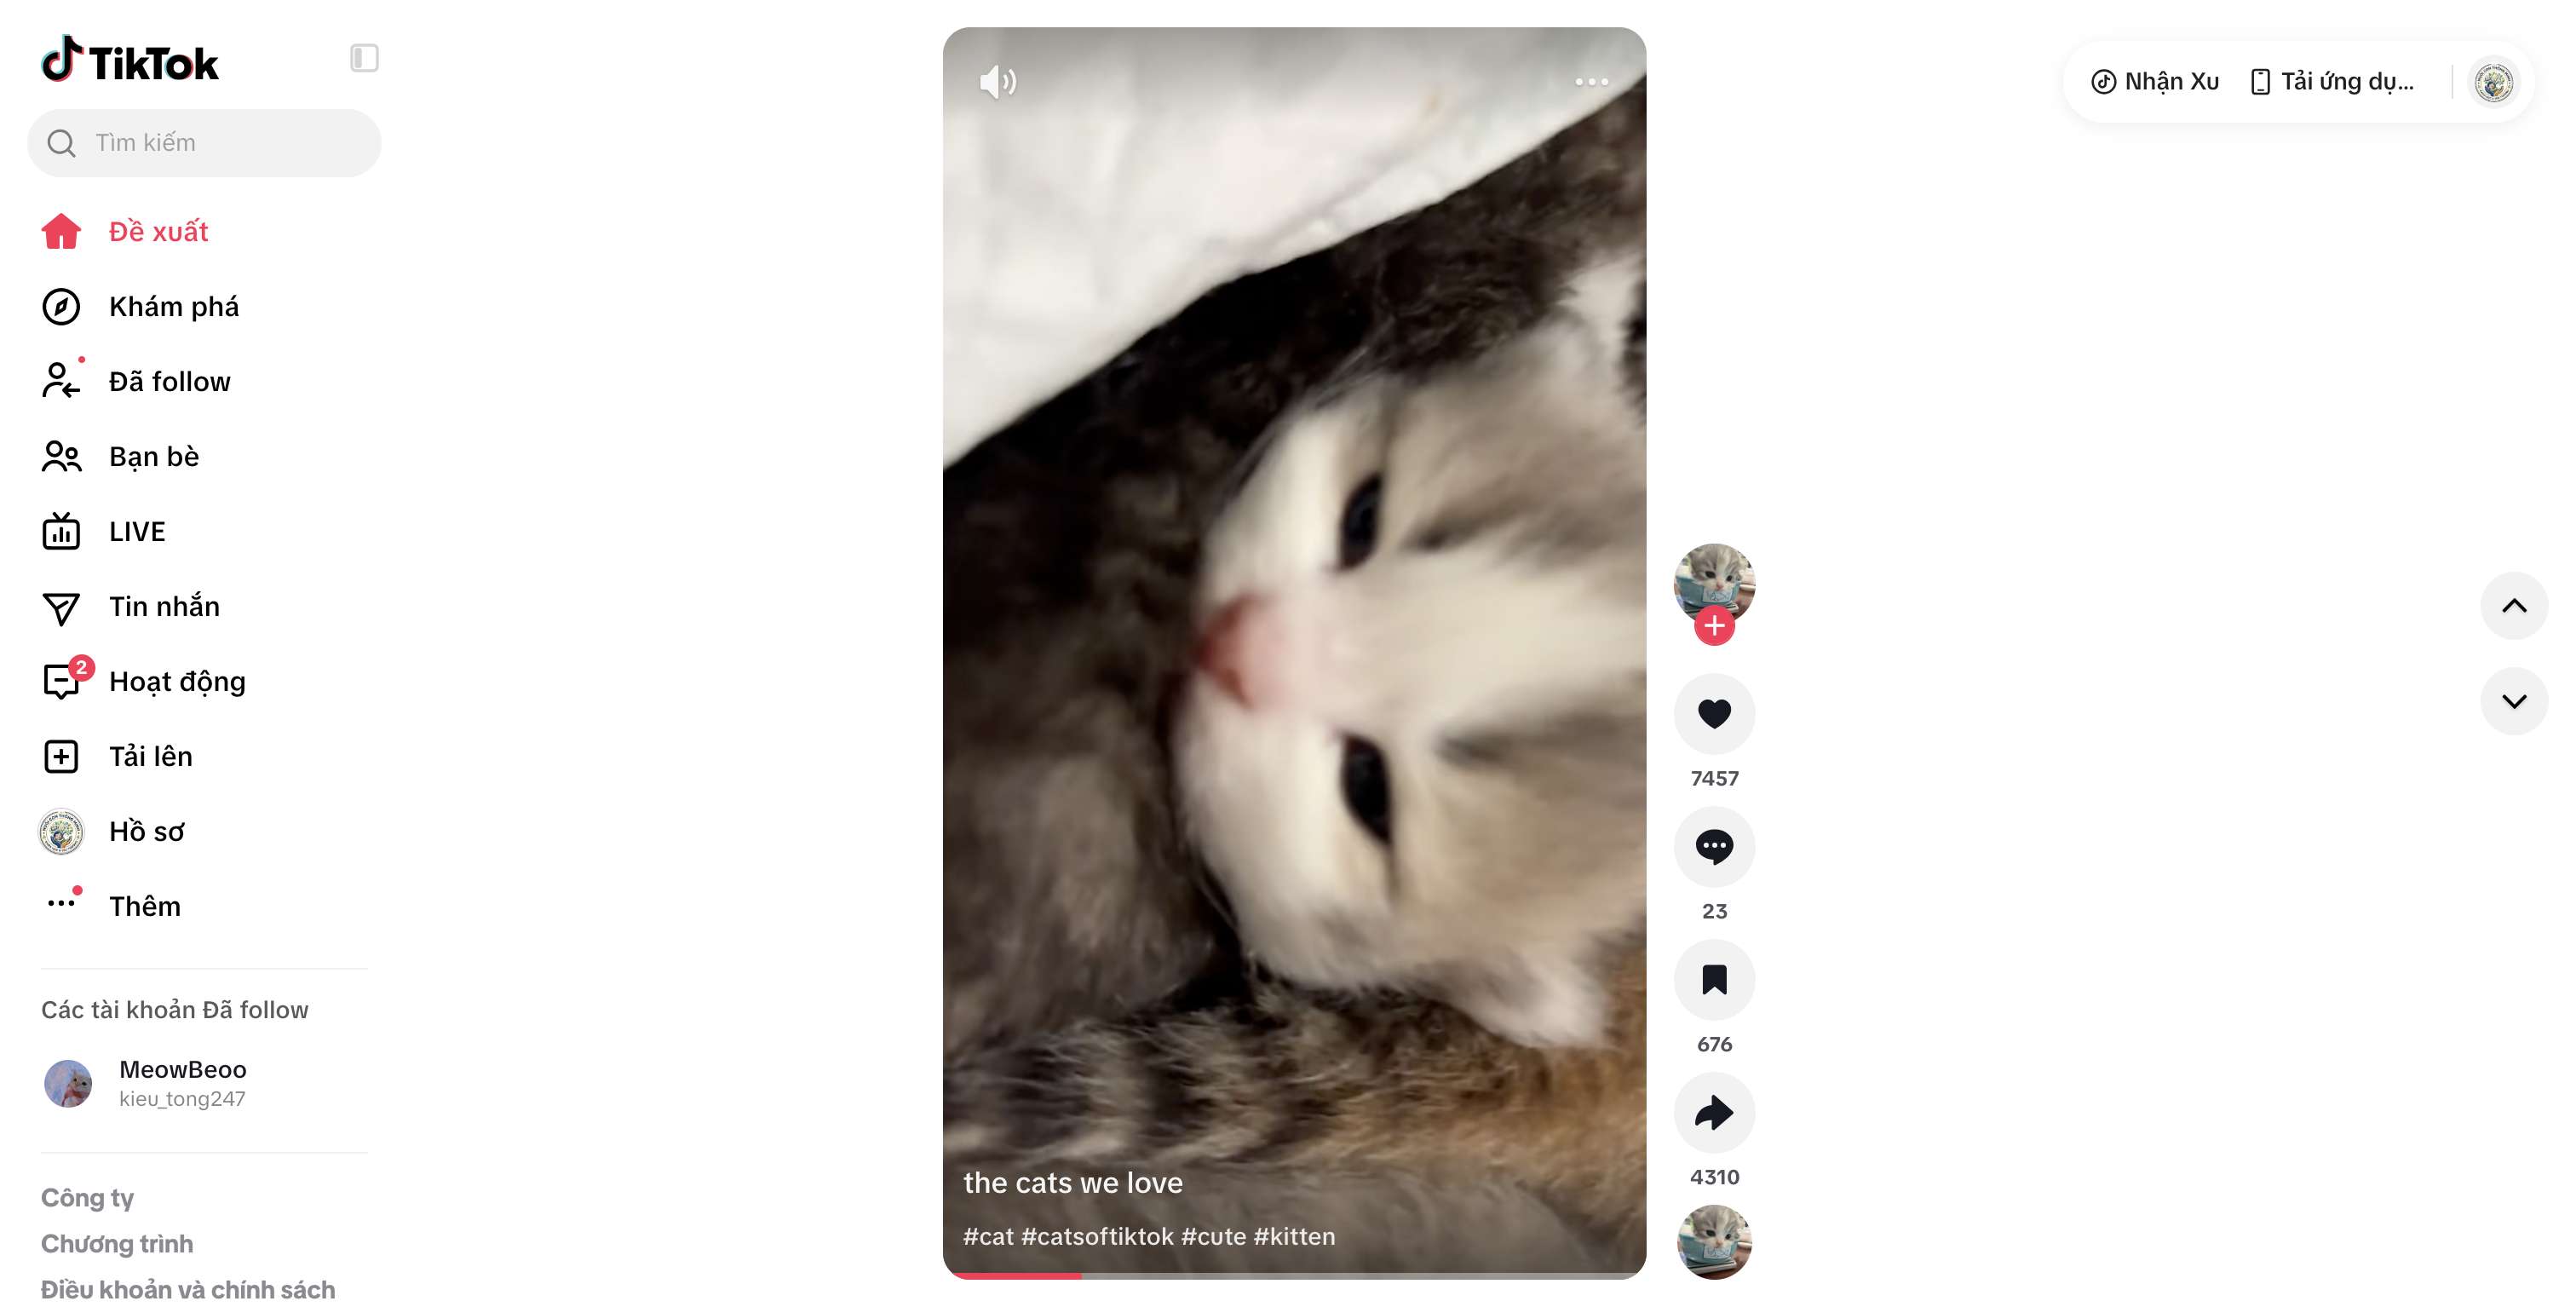 TikTok
Tìm kiếm
Đề xuất
Khám phá
Đã follow
Bạn bè
LIVE
Tin nhắn
2
Hoạt động
Tải lên
Hồ sơ
Thêm
Các tài khoản Đã follow
MeowBeoo
kieu_tong247
Công ty
Chương trình
Điều khoản và chính sách
the cats we love
#cat #catsoftiktok #cute #kitten
7457
23
676
4310
Nhận Xu
Tải ứng dụ...